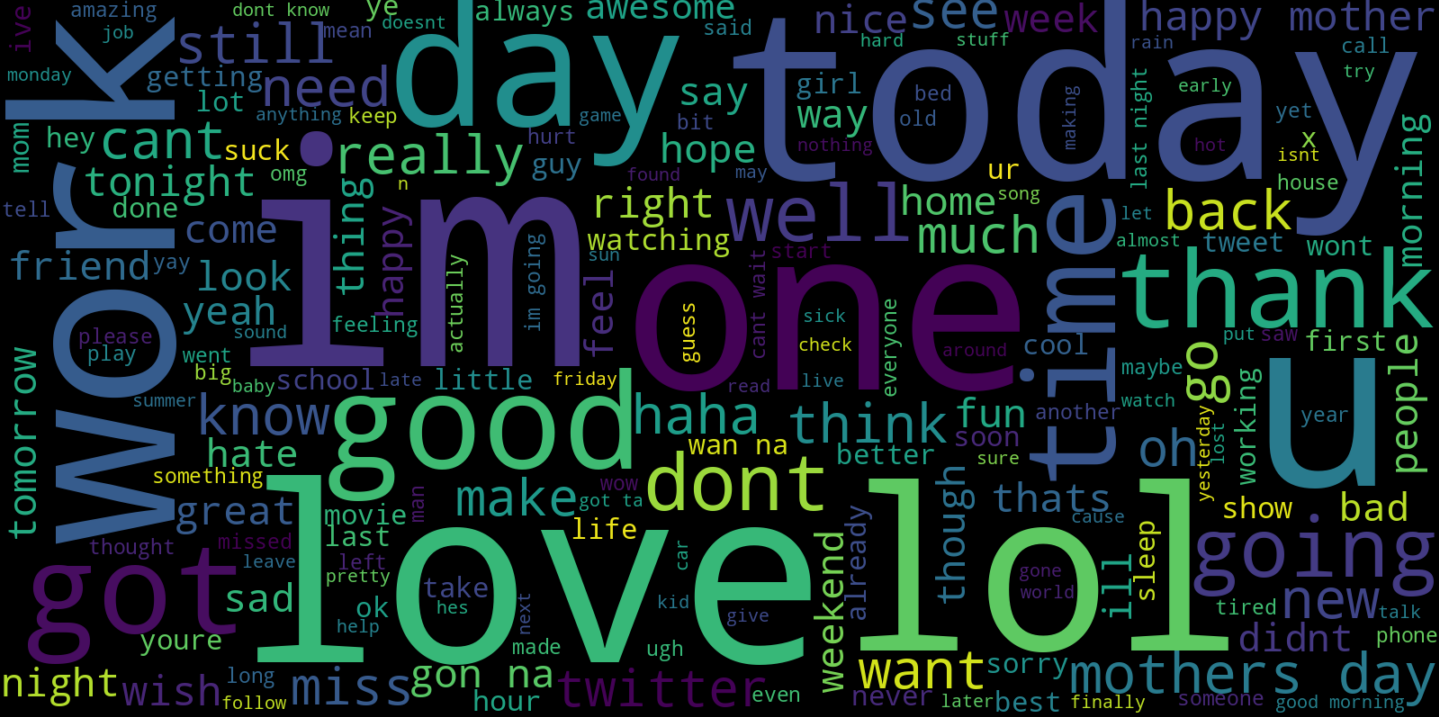 amazing
dont know
ye
doesnt
always
awesome
said
nice
see
week
happy mother
ive
job
still
mean
day
today
hard
stuff
rain
call
monday
work
getting
need
lot
anything
keep
game
say
girl
way
bed
old
making
last night
early
try
mom
hey
cant
suck
omg
really
hurt
guy
bit
hope
nothing
yet
x
isnt
hot
morning
tonight
n
found
may
ur
song
house
tell
done
come
thing
happy
im
right
watching
well
home
much
time
let
almost
back
tweet
wont
friend
yay
look
yeah
actually
im going
feel
sun
one
start
cant wait
thank
please
play
sound
feeling
guess
sick
check
everyone
around
cool
put
saw
first
people
went
big
baby
school
late
little
friday
read
live
maybe
go
u
year
tomorrow
summer
know
good
haha
think
fun
another
watch
yesterday
lost
working
hate
something
wan na
better
soon
sure
oh
great
movie
last
man
make
got ta
wow
dont
life
though
thats
cause
show
bad
thought
missed
leave
left
pretty
love
lol
already
weekend
gone
world
ill
sleep
going
got
sad
take
hes
ok
help
next
car
kid
give
tired
new
talk
youre
made
ugh
didnt
phone
night
wish
long
follow
miss
gon na
hour
twitter
even
want
never
sorry
later
best
mothers day
finally
someone
good morning